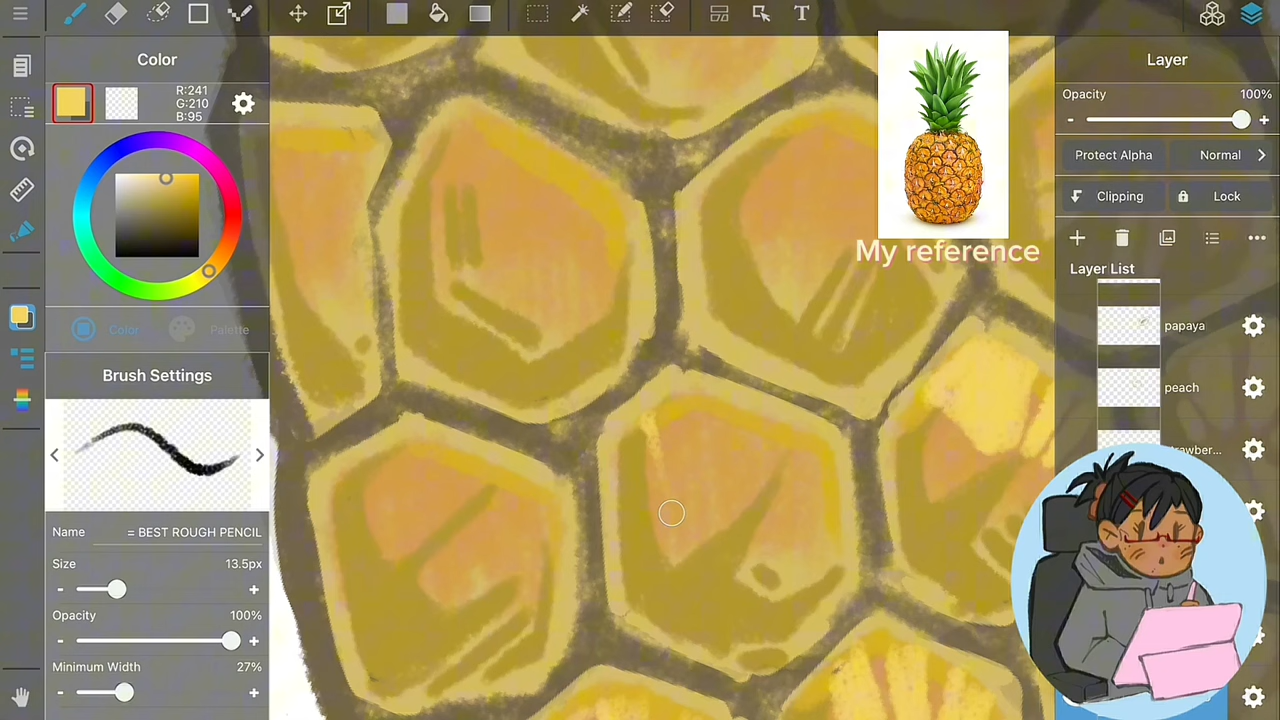 Color
R:241
G:210
B:95
Color
Palette
Brush Settings
Name
= BEST ROUGH PENCIL
Size
13.5px
Opacity
100%
Minimum Width
27%
T
My reference
Layer
Opacity
100%
Protect Alpha
Normal
Clipping
Lock
Layer List
papaya
peach